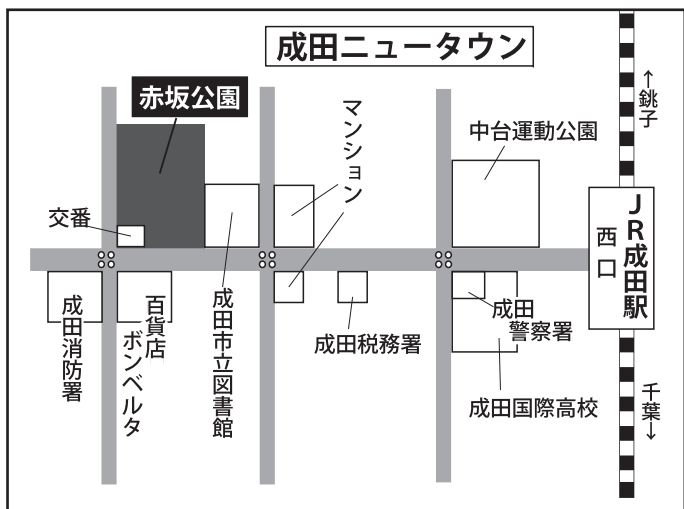 成田ニュータウン
赤坂公園
マンション
中台運動公園
↑銚子
交番
JR成田駅
西口
成田消防署
百貨店
ボンベルタ
成田市立図書館
成田税務署
成田
警察署
成田国際高校
千葉↓